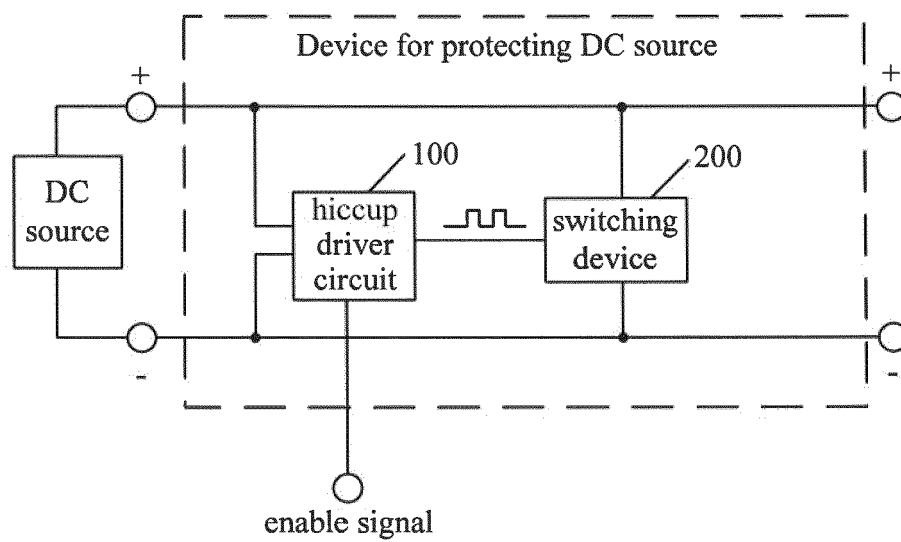 Device for protecting DC source
+
+
100
200
DC
source
hiccup
driver
circuit
switching
device
-
-
enable signal